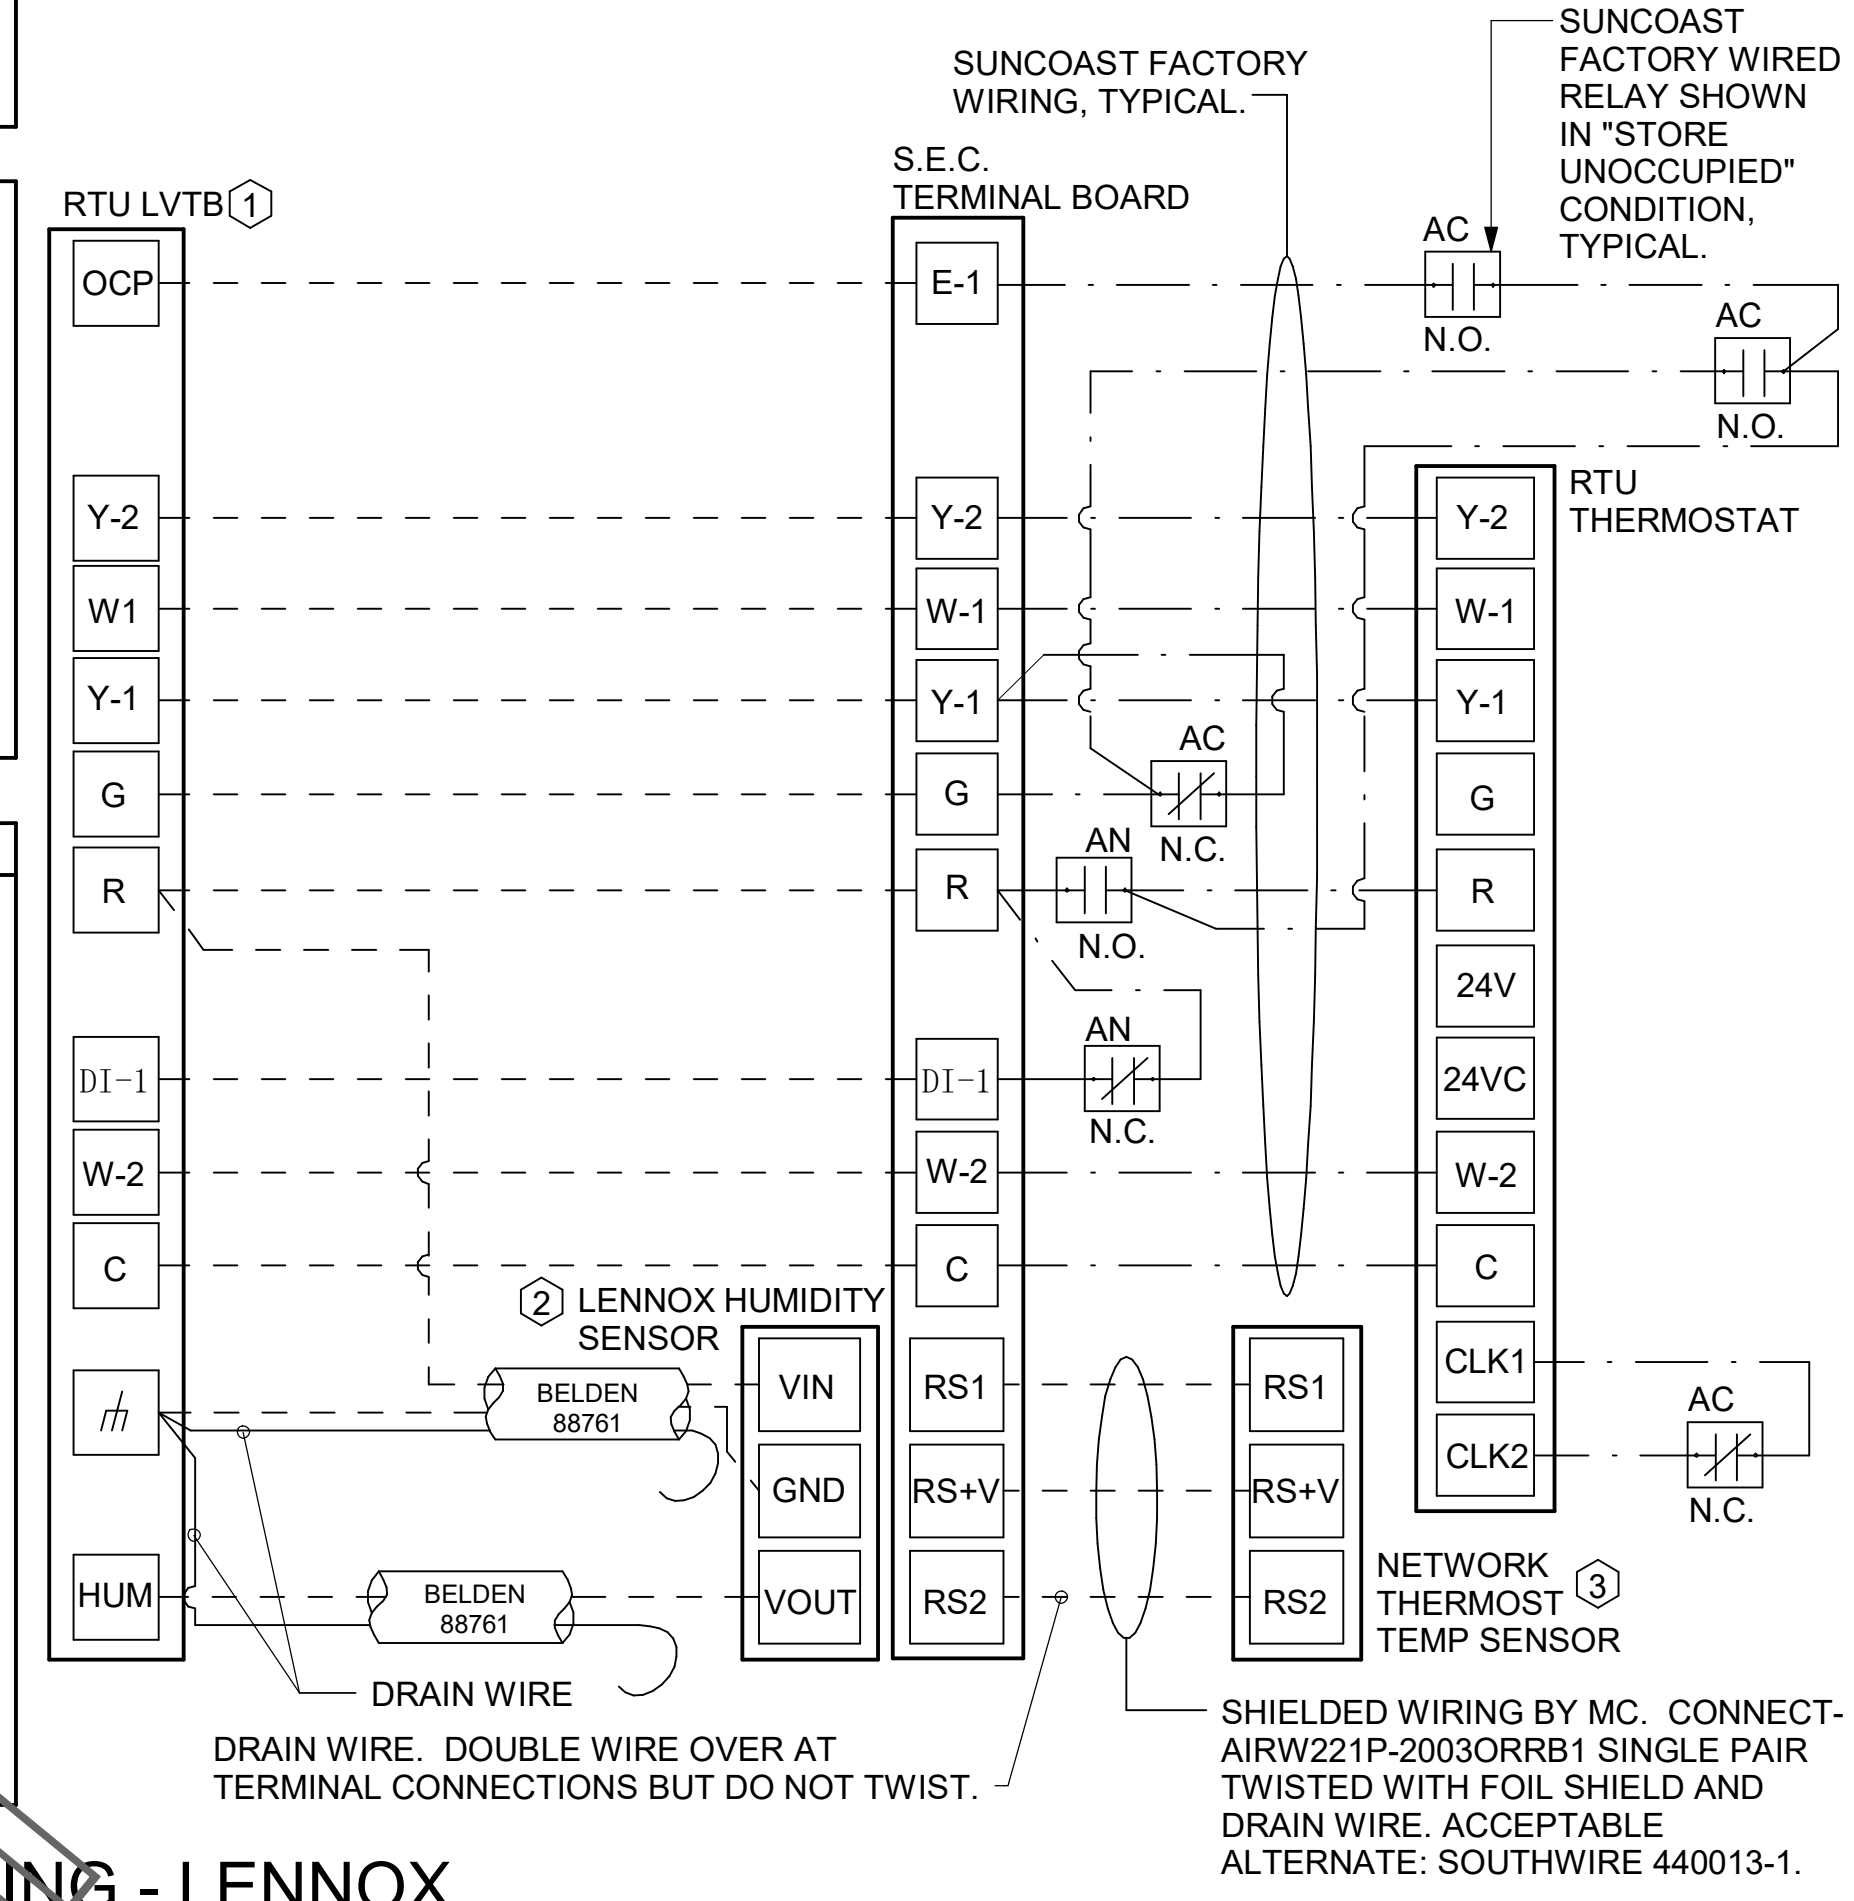 SUNCOAST
FACTORY WIRED
RELAY SHOWN
IN "STORE
UNOCCUPIED"
CONDITION,
TYPICAL.
SUNCOAST FACTORY
WIRING, TYPICAL.
S.E.C.
TERMINAL BOARD
RTU LVTB 1
AC
N.O.
AC
N.O.
OCP
E-1
RTU
THERMOSTAT
Y-2
Y-2
Y-2
W1
W-1
W-1
Y-1
Y-1
Y-1
AC
N.C.
G
G
G
AN
N.O.
R
R
R
24V
AN
N.C.
DI-1
DI-1
24VC
W-2
W-2
W-2
C
C
C
2 LENNOX HUMIDITY
SENSOR
VIN
GND
VOUT
BELDEN
88761
HUM
BELDEN
88761
RS1
RS+V
RS2
RS1
RS+V
RS2
CLK1
CLK2
AC
N.C.
NETWORK
THERMOST 3
TEMP SENSOR
DRAIN WIRE
DRAIN WIRE. DOUBLE WIRE OVER AT
TERMINAL CONNECTIONS BUT DO NOT TWIST.
SHIELDED WIRING BY MC. CONNECT-
AIRW221P-2003ORRB1 SINGLE PAIR
TWISTED WITH FOIL SHIELD AND
DRAIN WIRE. ACCEPTABLE
ALTERNATE: SOUTHWIRE 440013-1.
ING - LENNOX